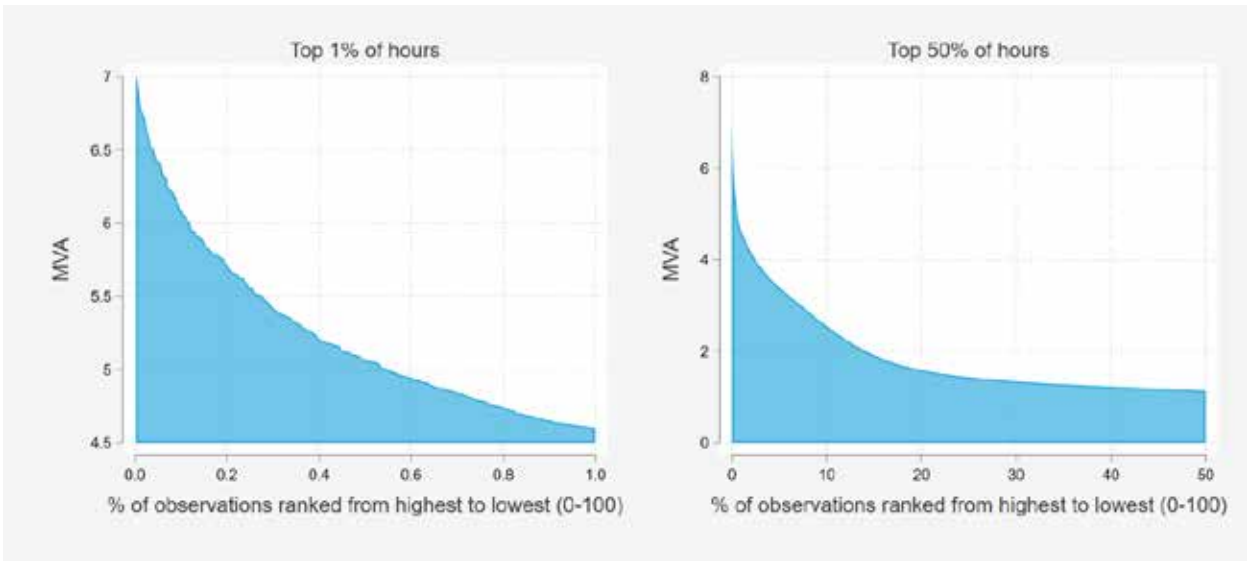 Top 1% of hours
7
6.5
6
5.5
5
4.5
MVA
0.0 0.2 0.4 0.6 0.8 1.0
% of observations ranked from highest to lowest (0-100)
Top 50% of hours
8
6
4
2
0
MVA
0 10 20 30 40 50
% of observations ranked from highest to lowest (0-100)